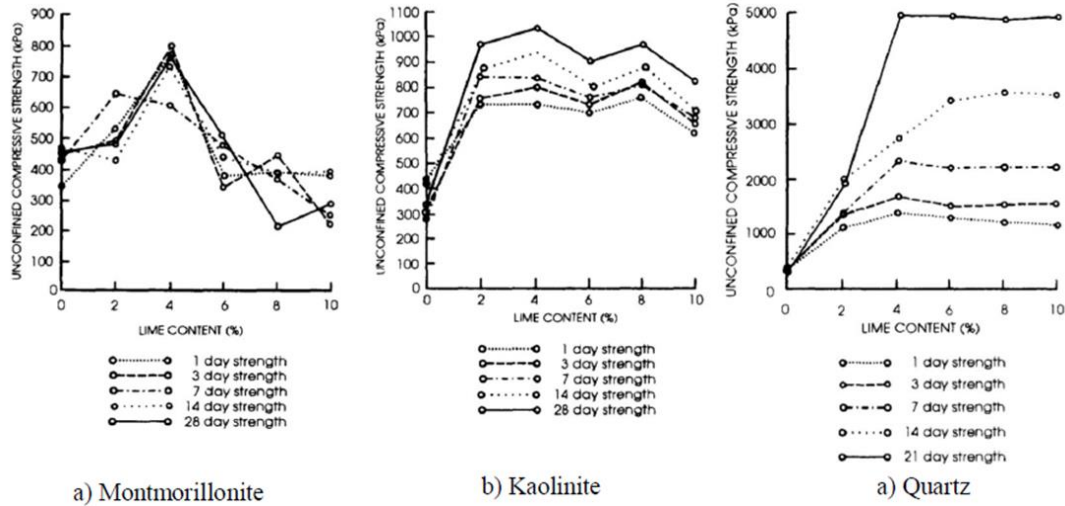 UNCONFINED COMPRESSIVE STRENGTH (kPa)
900
800
700
600
500
400
300
200
100
0
0 2 4 6 8 10
LIME CONTENT (%)
1 day strength
3 day strength
7 day strength
14 day strength
28 day strength
a) Montmorillonite
UNCONFINED COMPRESSIVE STRENGTH (kPa)
1100
1000
900
800
700
600
500
400
300
200
100
0
0 2 4 6 8 10
LIME CONTENT (%)
1 day strength
3 day strength
7 day strength
14 day strength
28 day strength
b) Kaolinite
UNCONFINED COMPRESSIVE STRENGTH (kPa)
5000
4000
3000
2000
1000
0
0 2 4 6 8 10
LIME CONTENT (%)
1 day strength
3 day strength
7 day strength
14 day strength
21 day strength
a) Quartz